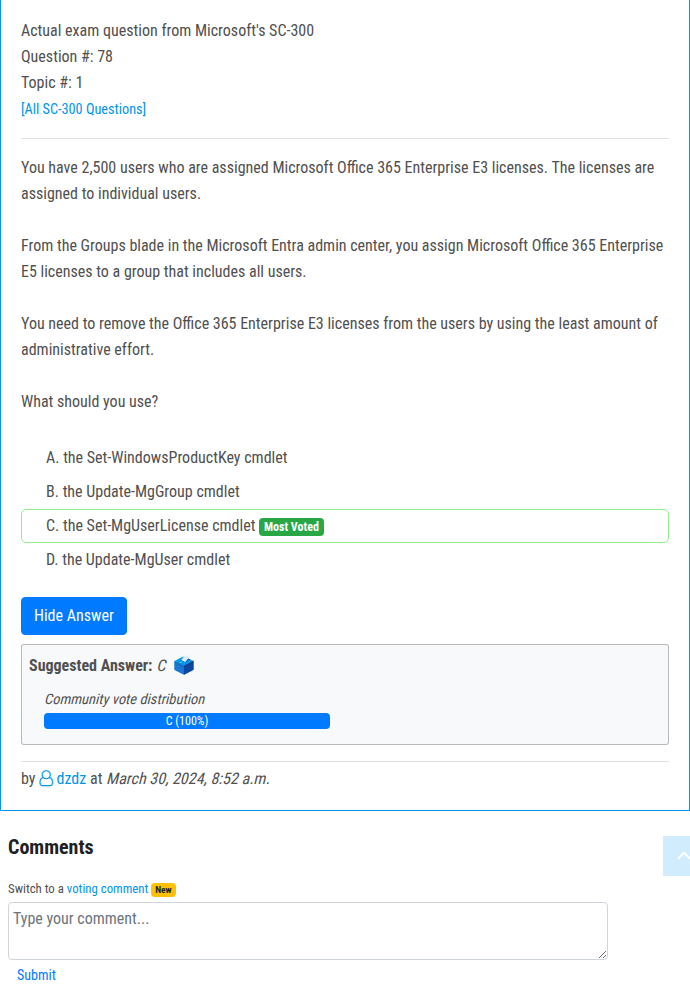 Actual exam question from Microsoft's SC-300
Question #: 78
Topic #: 1
[All SC-300 Questions]
You have 2,500 users who are assigned Microsoft Office 365 Enterprise E3 licenses. The licenses are
assigned to individual users.
From the Groups blade in the Microsoft Entra admin center, you assign Microsoft Office 365 Enterprise
E5 licenses to a group that includes all users.
You need to remove the Office 365 Enterprise E3 licenses from the users by using the least amount of
administrative effort.
What should you use?
A. the Set-WindowsProductKey cmdlet
B. the Update-MgGroup cmdlet
C. the Set-MgUserLicense cmdlet Most Voted
D. the Update-MgUser cmdlet
Hide Answer
Suggested Answer: C
Community vote distribution
C (100%)
by dzdz at March 30, 2024, 8:52 a.m.
Comments
Switch to a voting comment New
Type your comment...
Submit